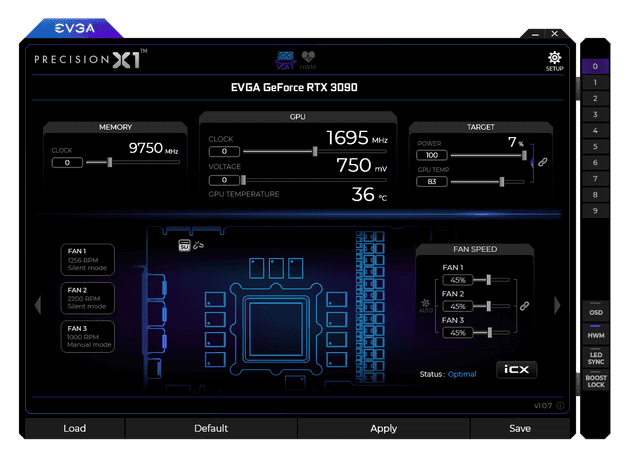 EVGA
PRECISION X1™
VGA 1
HWM
SETUP
EVGA GeForce RTX 3090
MEMORY
CLOCK
9750 MHz
0
GPU
CLOCK
1695 MHz
0
VOLTAGE
750 mV
0
GPU TEMPERATURE
36 °C
TARGET
POWER
7 %
100
GPU TEMP
83
FAN 1
1256 RPM
Silent mode
FAN 2
2200 RPM
Silent mode
FAN 3
1000 RPM
Manual mode
FAN SPEED
FAN 1
45%
FAN 2
45%
FAN 3
45%
AUTO
Status : Optimal
iCX
v1.0.7
Load
Default
Apply
Save
0
1
2
3
4
5
6
7
8
9
OSD
HWM
LED
SYNC
BOOST
LOCK